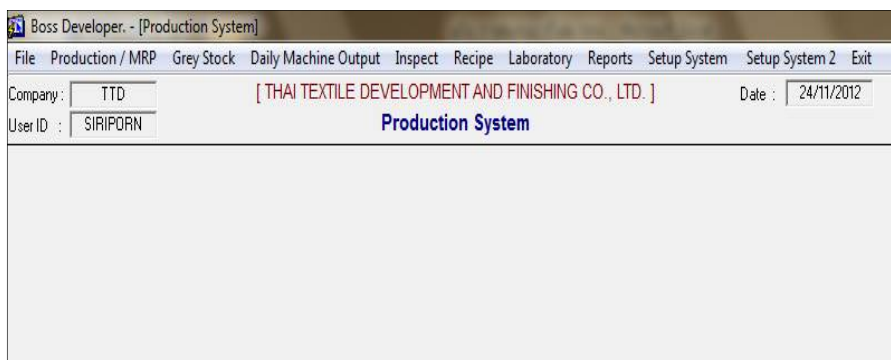 Boss Developer. - [Production System]
File Production / MRP Grey Stock Daily Machine Output Inspect Recipe Laboratory Reports Setup System Setup System 2 Exit
Company : TTD [ THAI TEXTILE DEVELOPMENT AND FINISHING CO., LTD. ] Date : 24/11/2012
User ID : SIRIPORN Production System